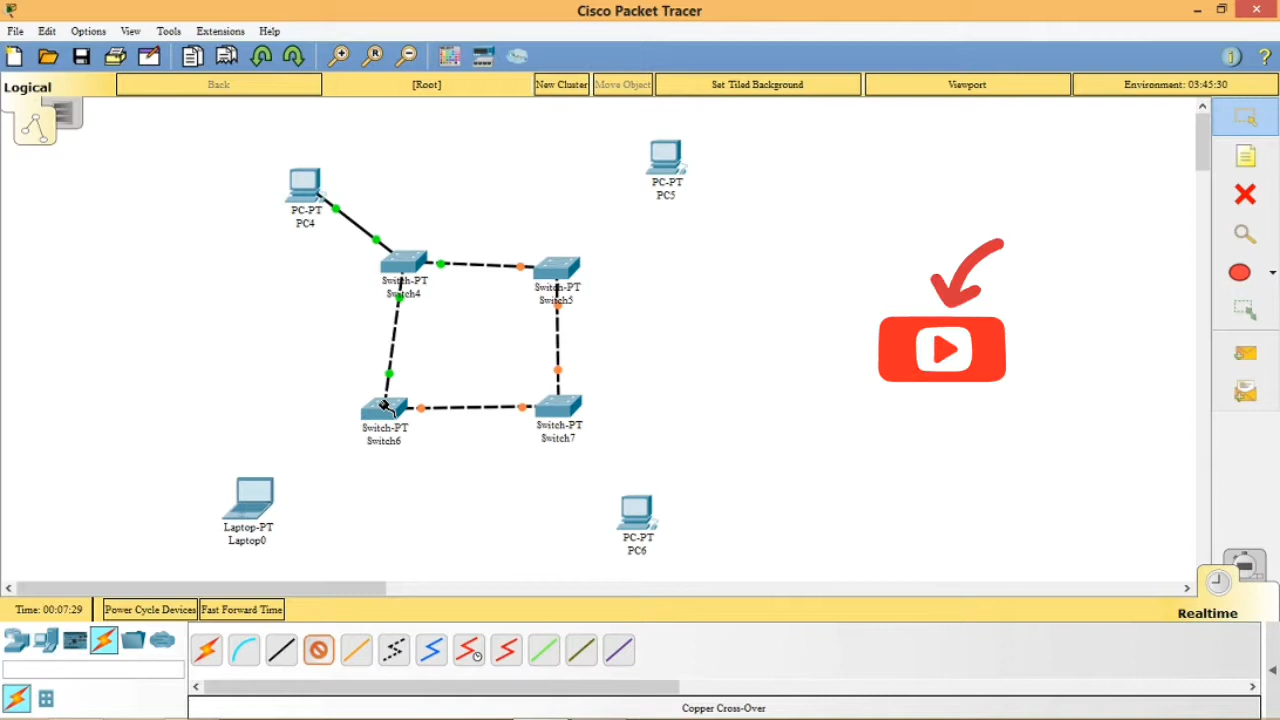 Cisco Packet Tracer
File Edit Options View Tools Extensions Help
Logical
Back
[Root]
New Cluster
Move Object
Set Tiled Background
Viewport
Environment: 03:45:30
PC-PT
PC5
PC-PT
PC4
Switch-PT
Switch4
Switch-PT
Switch5
Switch-PT
Switch6
Switch-PT
Switch7
Laptop-PT
Laptop0
PC-PT
PC6
Time: 00:07:29
Power Cycle Devices
Fast Forward Time
Realtime
Copper Cross-Over